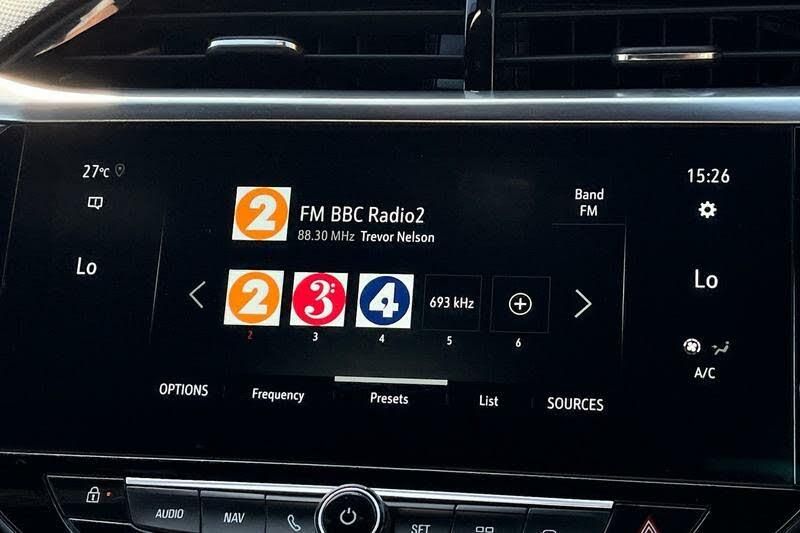 27°C
15:26
2
FM BBC Radio2
88.30 MHz Trevor Nelson
Band
FM
Lo
Lo
2
3:
4
693 kHz
2
3
4
5
6
A/C
OPTIONS
Frequency
Presets
List
SOURCES
AUDIO
NAV
SET